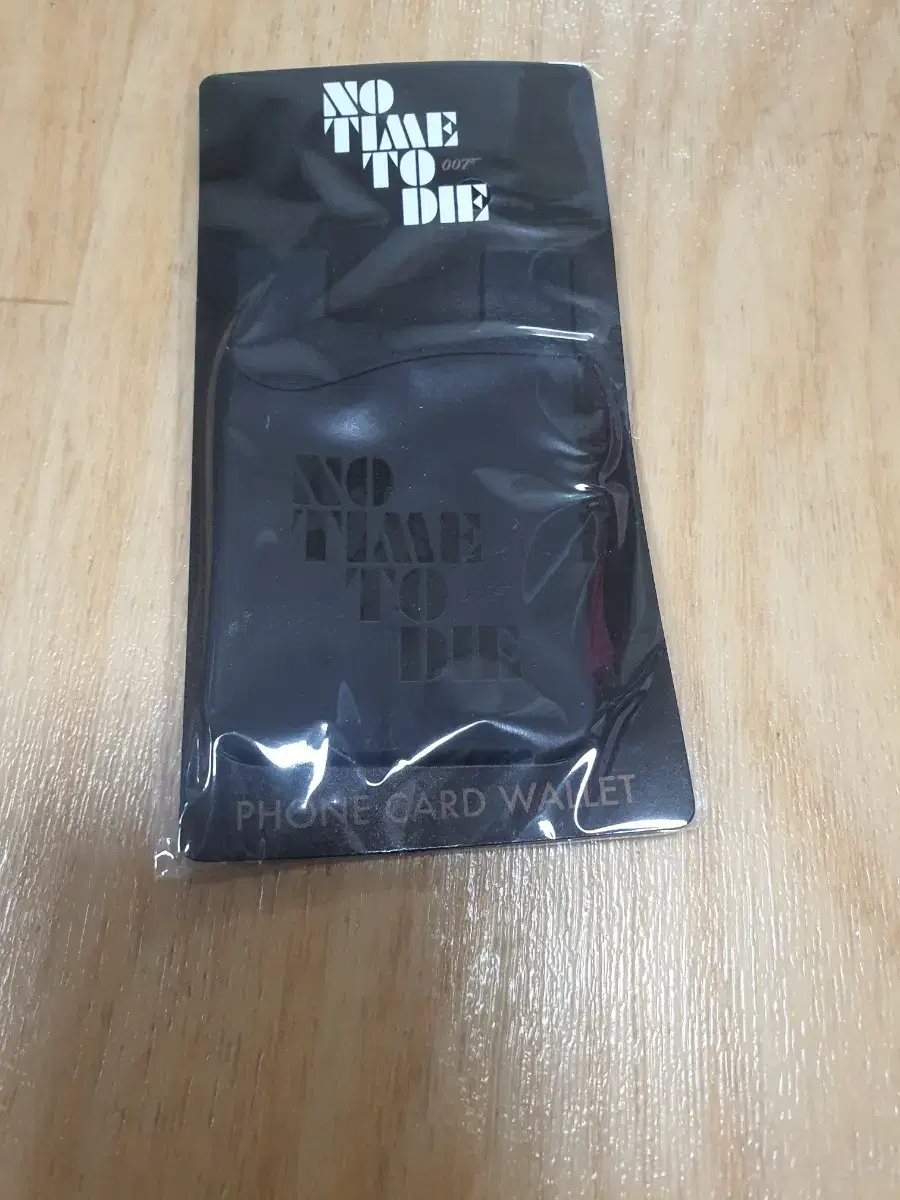 NO
TIME
TO 007
DIE
NO
TIME
TO
DIE
PHONE CARD WALLET